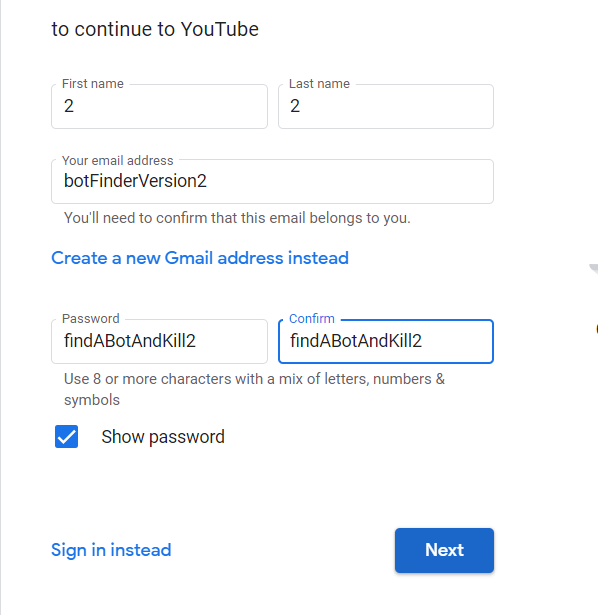 to continue to YouTube
First name
Last name
2
2
Your email address
botFinderVersion2
You'll need to confirm that this email belongs to you.
Create a new Gmail address instead
Password
Confirm
findABotAndKill2
findABotAndKill2
Use 8 or more characters with a mix of letters, numbers &
symbols
Show password
Sign in instead
Next